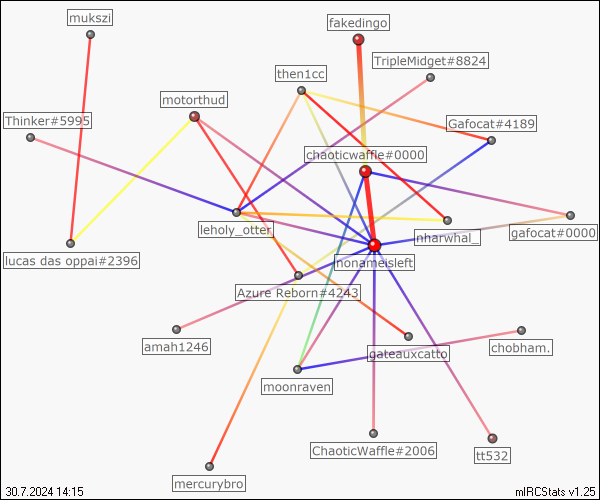 mukszi
fakedingo
TripleMidget#8824
then1cc
motorthud
Thinker#5995
Gafocat#4189
chaoticwaffle#0000
leholy_otter
nharwhal_
gafocat#0000
lucas das oppai#2396
nonameisleft
Azure Reborn#4243
amah1246
gateauxcatto
chobham.
moonraven
ChaoticWaffle#2006
tt532
mercurybro
30.7.2024 14:15
mIRCStats v1.25